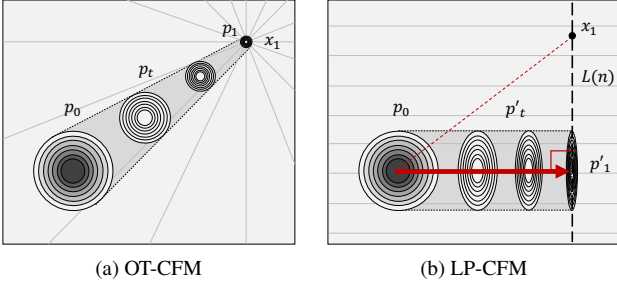 p₁
x₁
pₜ
p₀
(a) OT-CFM
x₁
L(n)
p₀
p'ₜ
p'₁
(b) LP-CFM